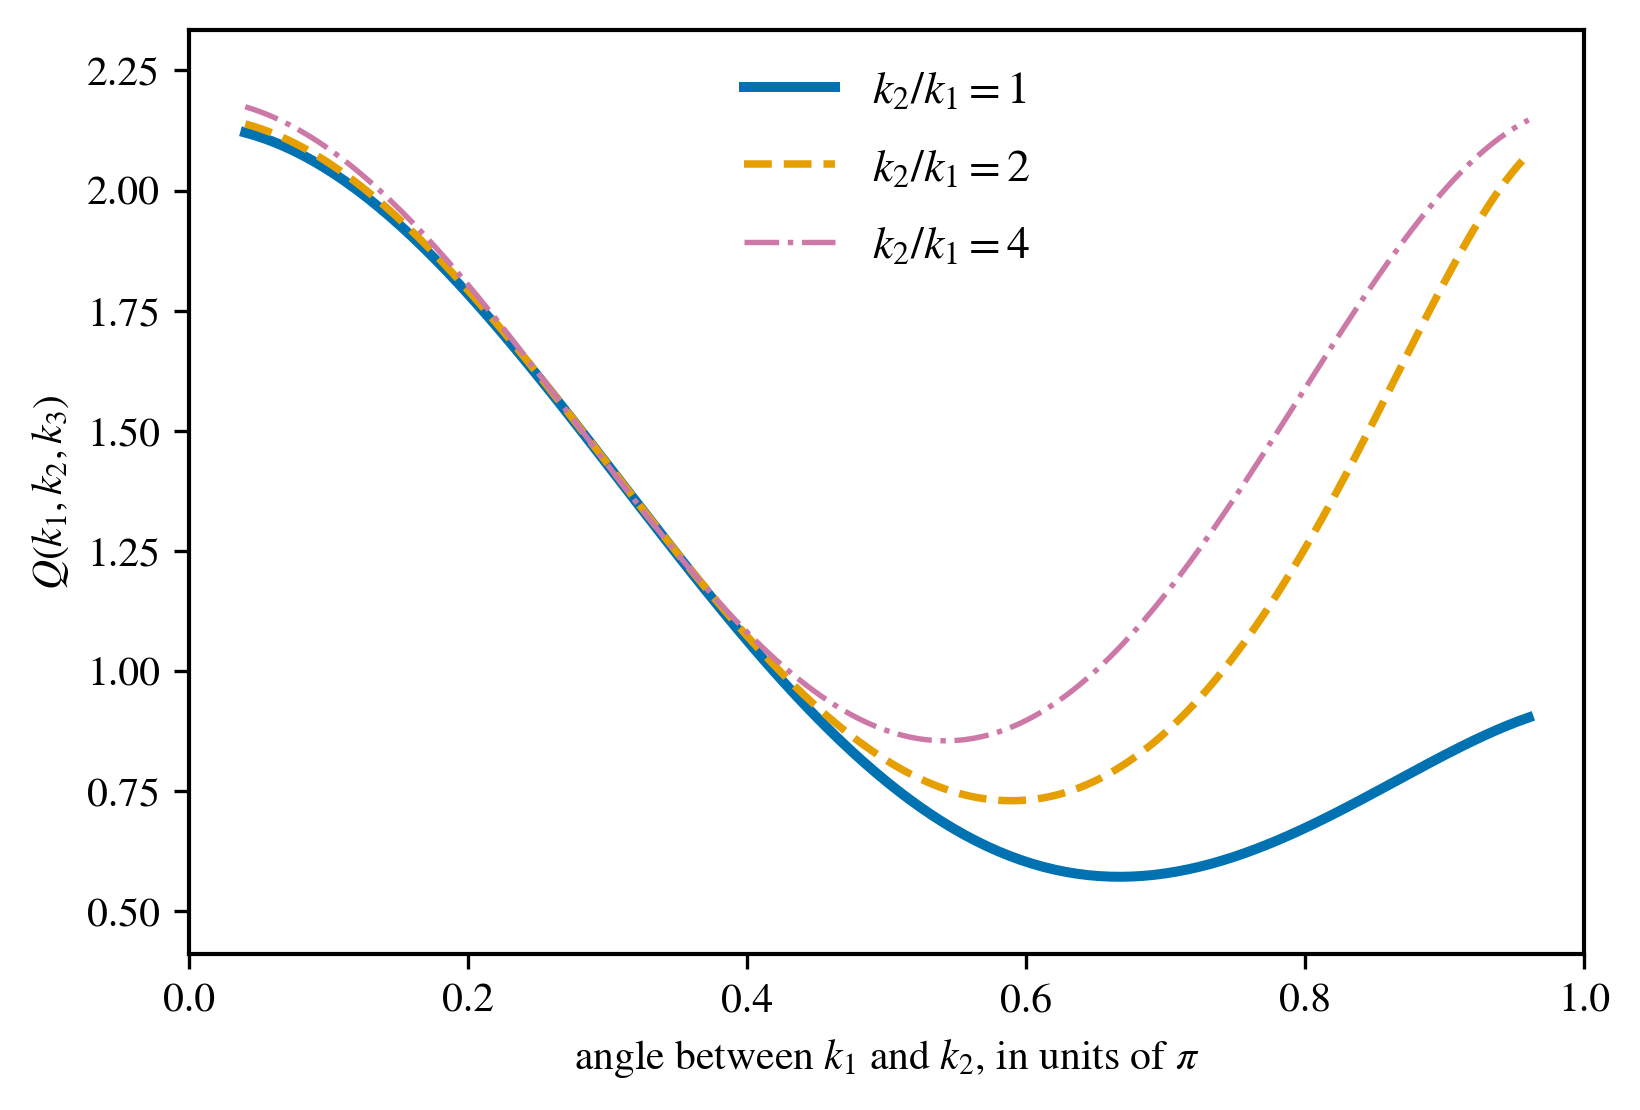 2.25
2.00
1.75
1.50
1.25
1.00
0.75
0.50
Q(k₁, k₂, k₃)
k₂/k₁ = 1
k₂/k₁ = 2
k₂/k₁ = 4
0.0 0.2 0.4 0.6 0.8 1.0
angle between k₁ and k₂, in units of π